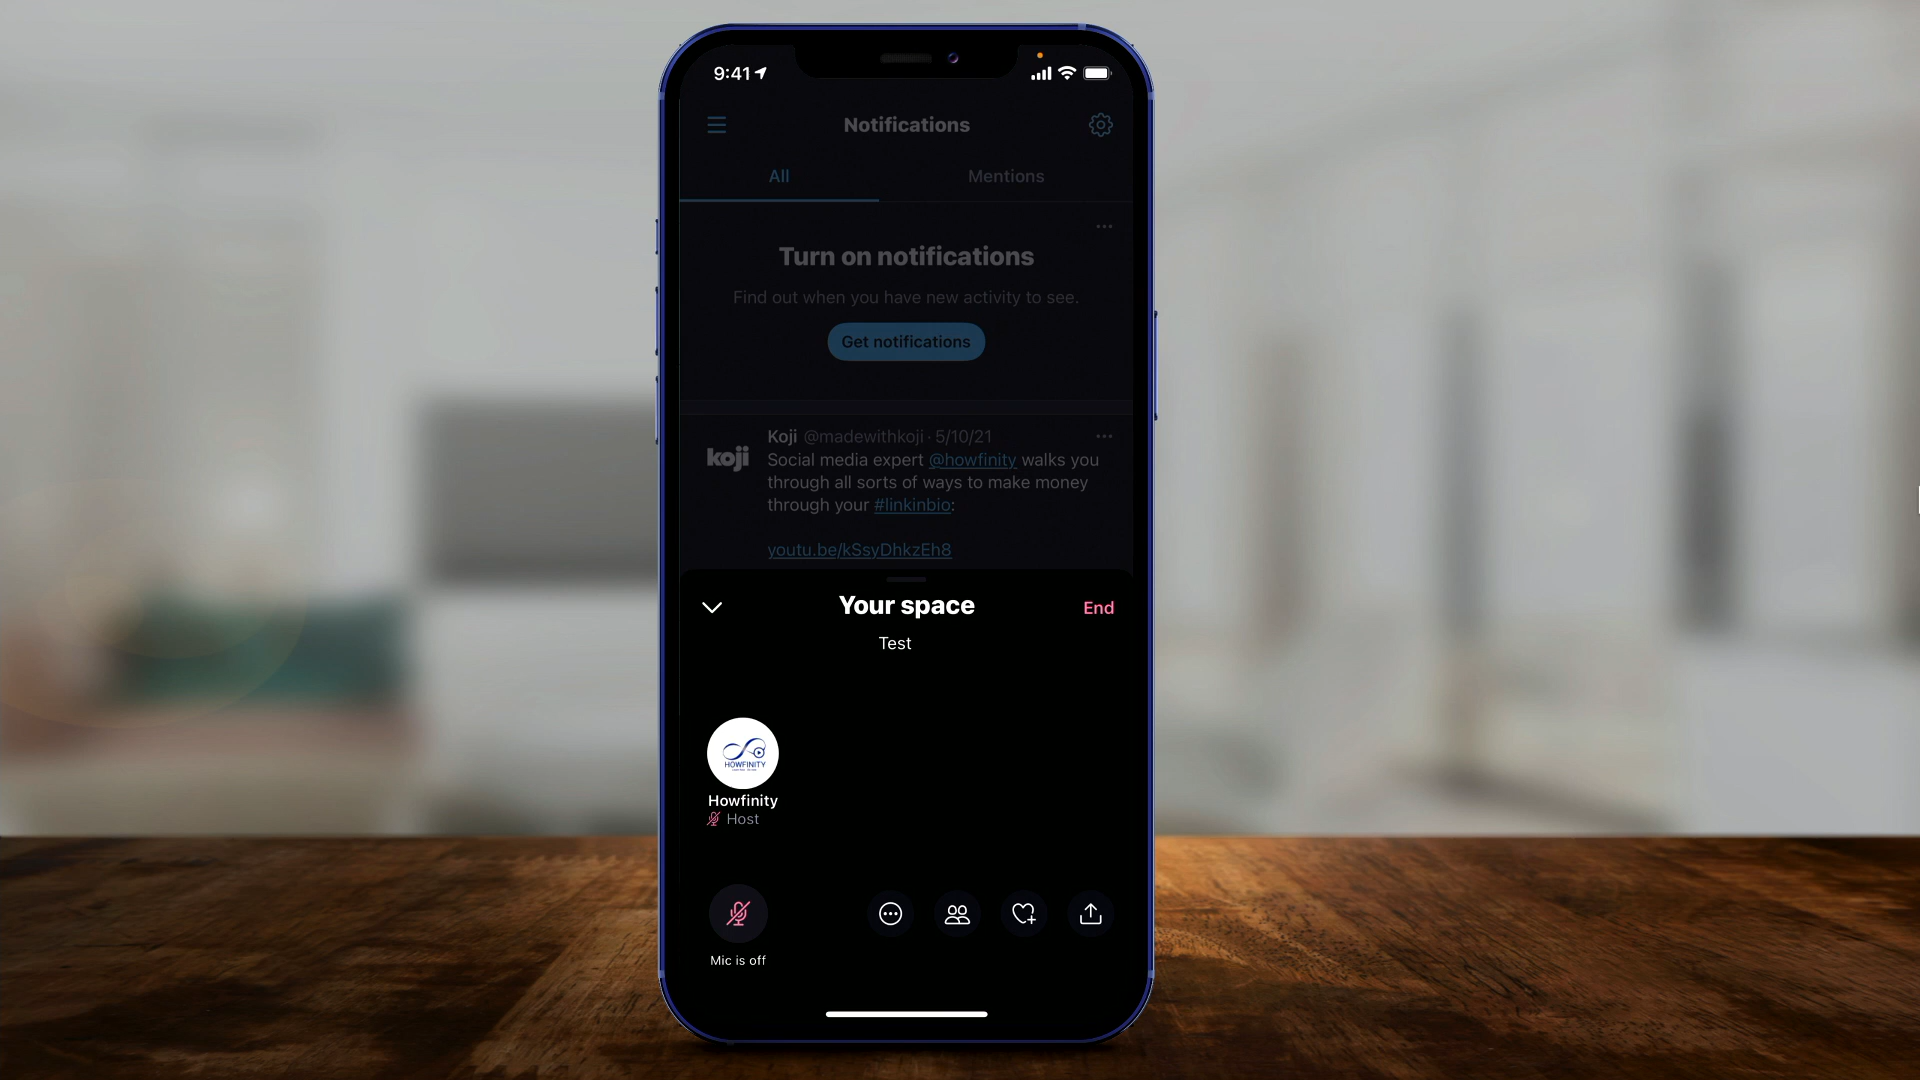 9:41
Notifications
All
Mentions
Turn on notifications
Find out when you have new activity to see.
Get notifications
koji
Koji @madewithkoji · 5/10/21
Social media expert @howfinity walks you
through all sorts of ways to make money
through your #linkinbio:
youtu.be/kSsyDhkzEh8
Your space
End
Test
HOWFINITY
Howfinity
Host
Mic is off